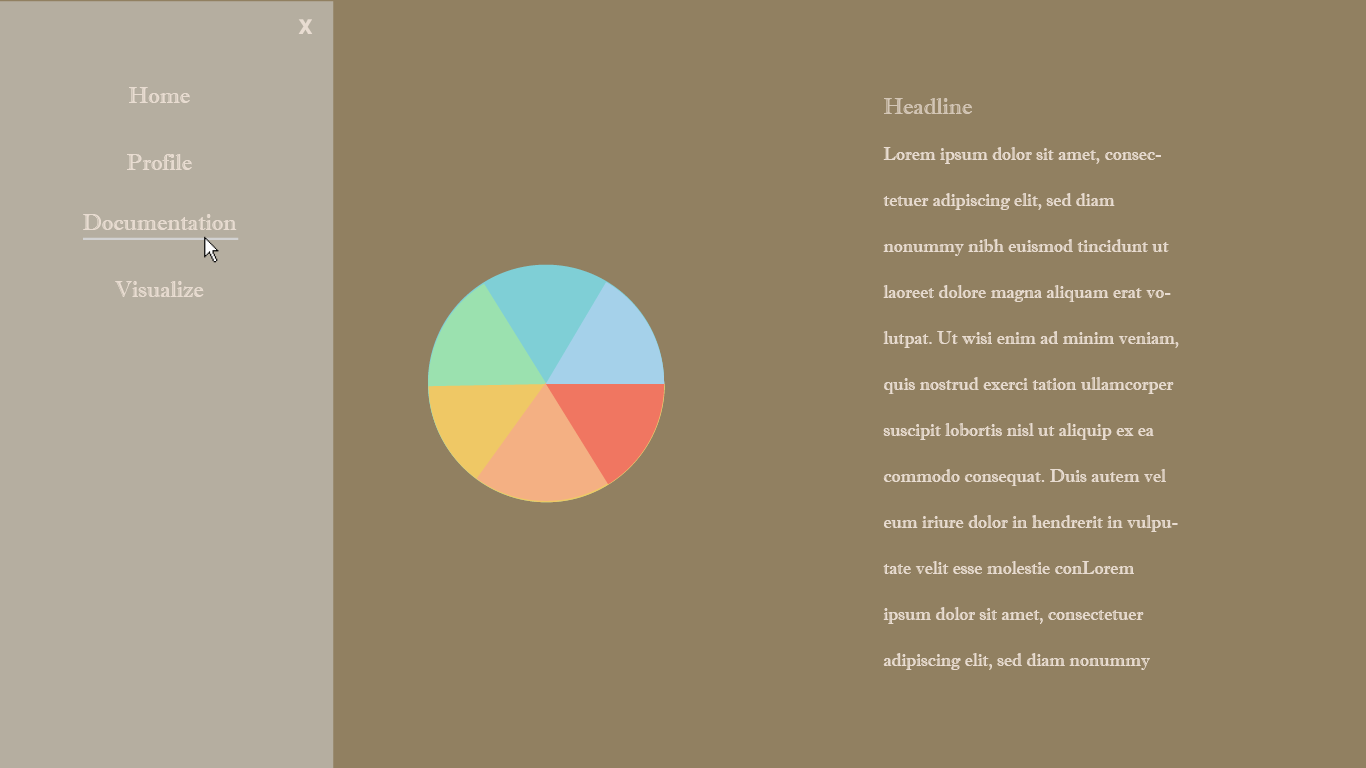 X
Home
Profile
Documentation
Visualize
Headline
Lorem ipsum dolor sit amet, consec-
tetuer adipiscing elit, sed diam
nonummy nibh euismod tincidunt ut
laoreet dolore magna aliquam erat vo-
lutpat. Ut wisi enim ad minim veniam,
quis nostrud exerci tation ullamcorper
suscipit lobortis nisl ut aliquip ex ea
commodo consequat. Duis autem vel
eum iriure dolor in hendrerit in vulpu-
tate velit esse molestie conLorem
ipsum dolor sit amet, consectetuer
adipiscing elit, sed diam nonummy